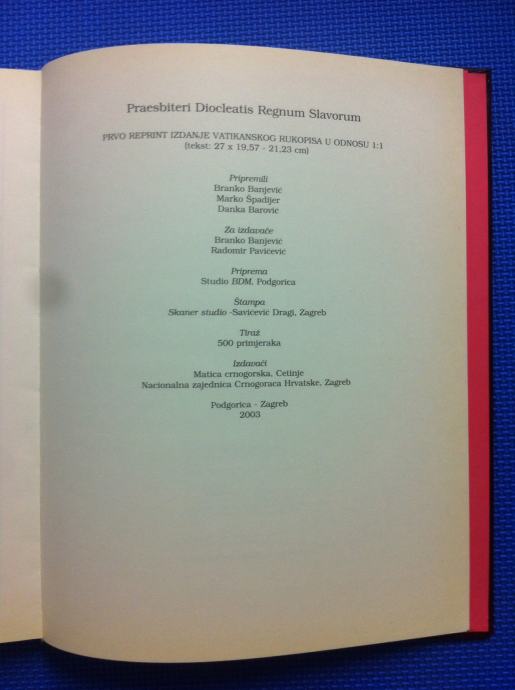 Praesbiteri Diocleatis Regnum Slavorum
PRVO REPRINT IZDANJE VATIKANSKOG RUKOPISA U ODNOSU 1:1
(tekst: 27 x 19,57 - 21,23 cm)
Pripremili
Branko Banjević
Marko Špadijer
Danka Barović
Za izdavače
Branko Banjević
Radomir Pavićević
Priprema
Studio BDM, Podgorica
Štampa
Skaner studio -Savićević Dragi, Zagreb
Tiraž
500 primjeraka
Izdavači
Matica crnogorska, Cetinje
Nacionalna zajednica Crnogoraca Hrvatske, Zagreb
Podgorica - Zagreb
2003